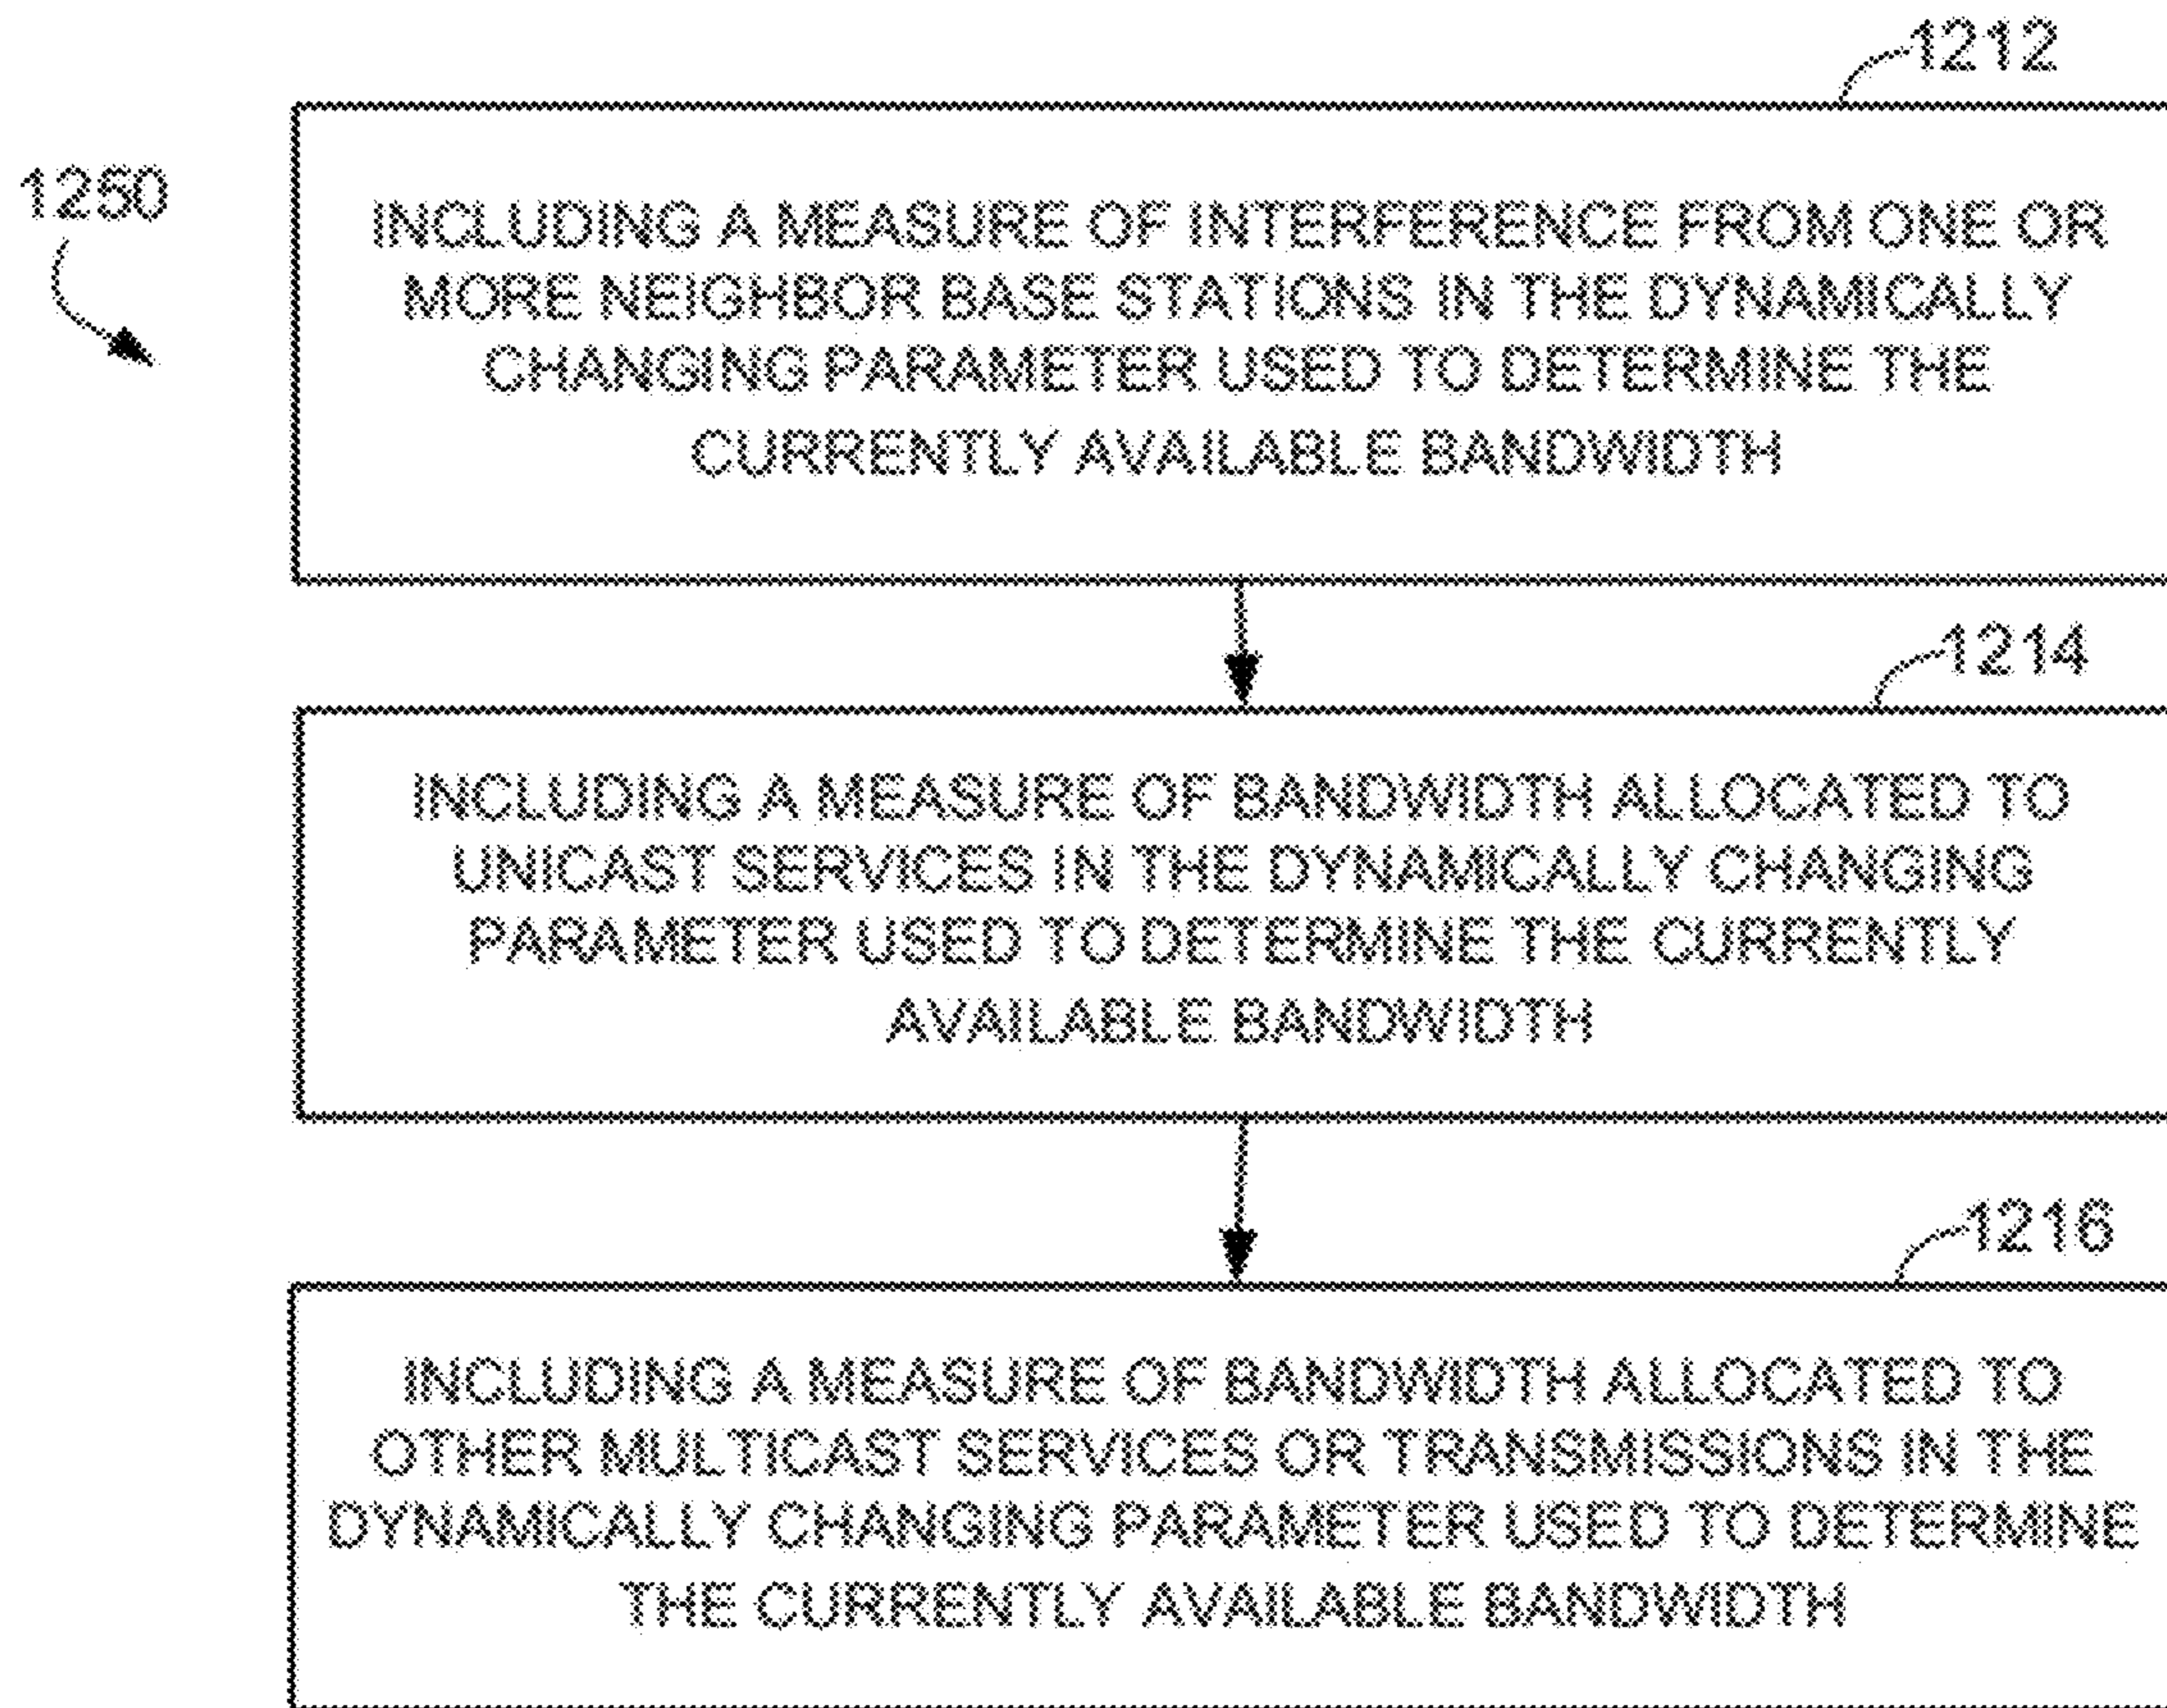 1212
1250
INCLUDING A MEASURE OF INTERFERENCE FROM ONE OR
MORE NEIGHBOR BASE STATIONS IN THE DYNAMICALLY
CHANGING PARAMETER USED TO DETERMINE THE
CURRENTLY AVAILABLE BANDWIDTH
1214
INCLUDING A MEASURE OF BANDWIDTH ALLOCATED TO
UNICAST SERVICES IN THE DYNAMICALLY CHANGING
PARAMETER USED TO DETERMINE THE CURRENTLY
AVAILABLE BANDWIDTH
1216
INCLUDING A MEASURE OF BANDWIDTH ALLOCATED TO
OTHER MULTICAST SERVICES OR TRANSMISSIONS IN THE
DYNAMICALLY CHANGING PARAMETER USED TO DETERMINE
THE CURRENTLY AVAILABLE BANDWIDTH